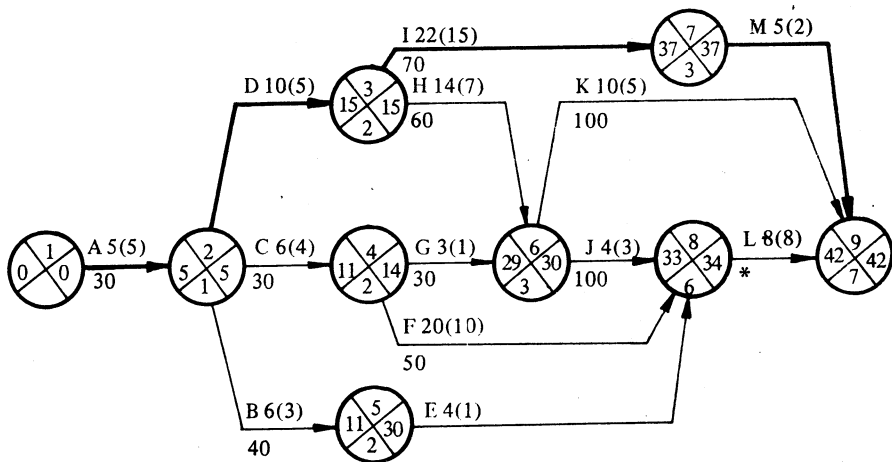 I 22(15)
70
7
37 37
3
M 5(2)
D 10(5)
3
15 15
2
H 14(7)
60
K 10(5)
100
1
0 0
A 5(5)
30
2
5 5
1
C 6(4)
30
4
11 14
2
G 3(1)
30
6
29 30
3
J 4(3)
100
8
33 34
6
L 8(8)
*
9
42 42
7
F 20(10)
50
B 6(3)
40
5
11 30
2
E 4(1)